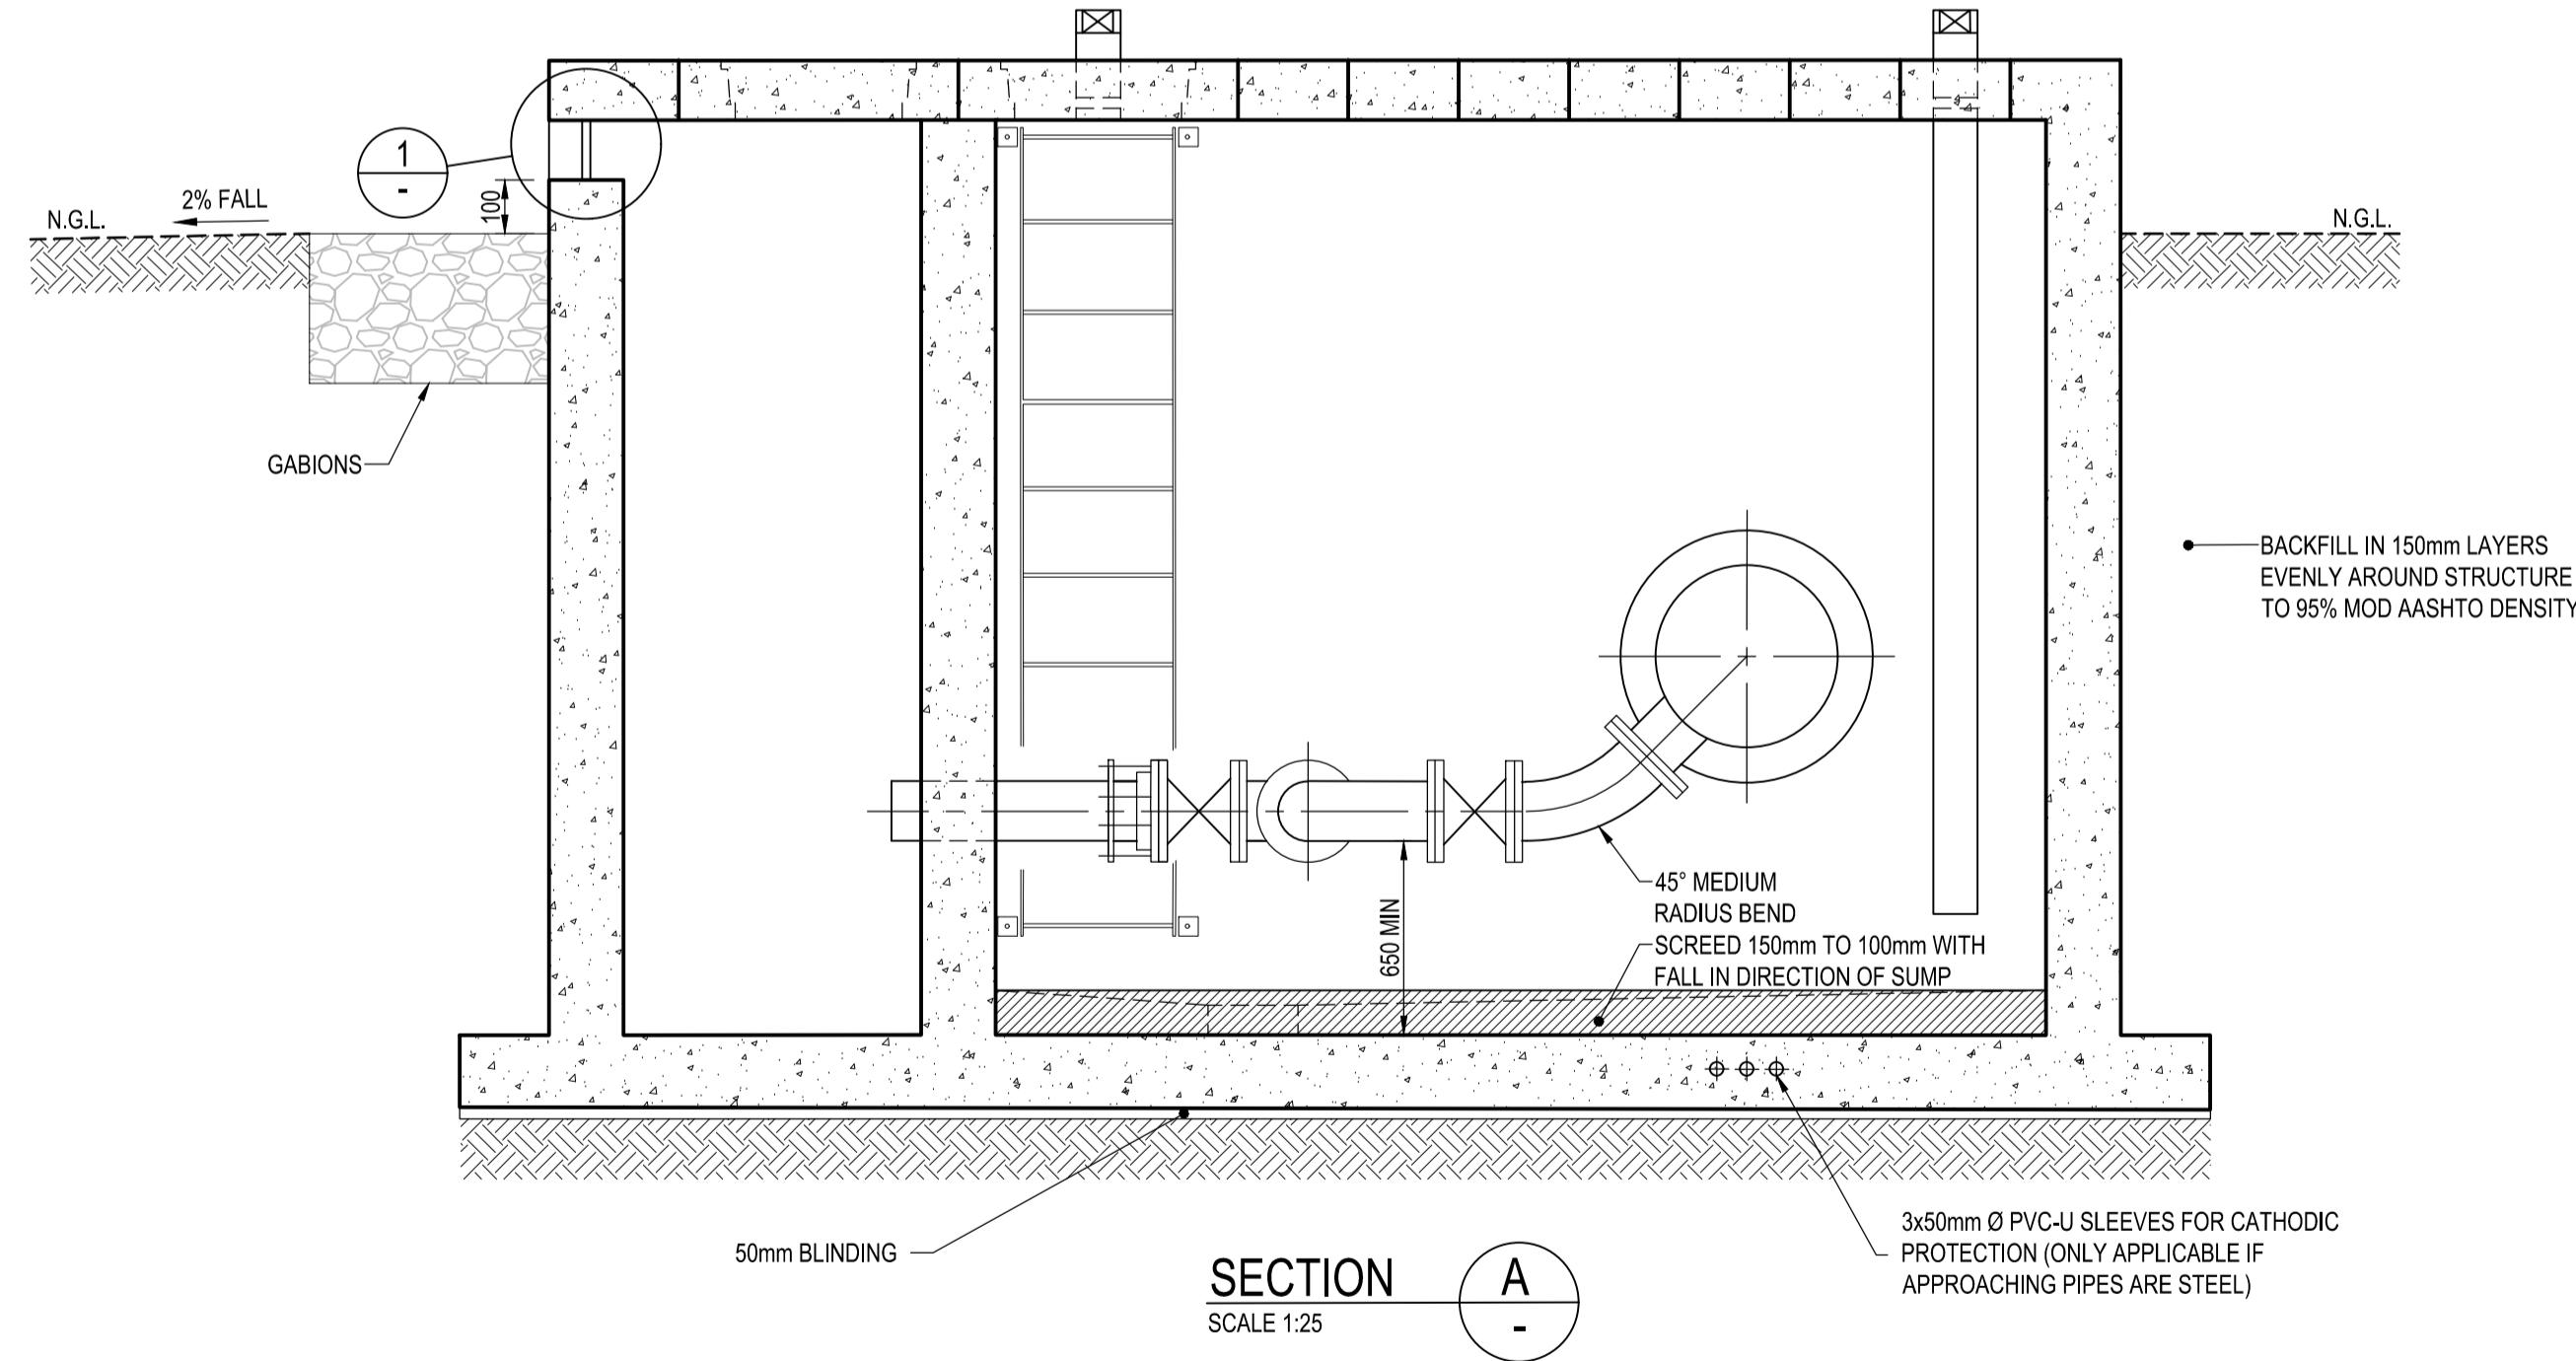 1
-
2% FALL
N.G.L.
100
N.G.L.
GABIONS
BACKFILL IN 150mm LAYERS
EVENLY AROUND STRUCTURE
TO 95% MOD AASHTO DENSITY
45° MEDIUM
RADIUS BEND
650 MIN
SCREED 150mm TO 100mm WITH
FALL IN DIRECTION OF SUMP
50mm BLINDING
3x50mm Ø PVC-U SLEEVES FOR CATHODIC
PROTECTION (ONLY APPLICABLE IF
APPROACHING PIPES ARE STEEL)
SECTION
SCALE 1:25
A
-